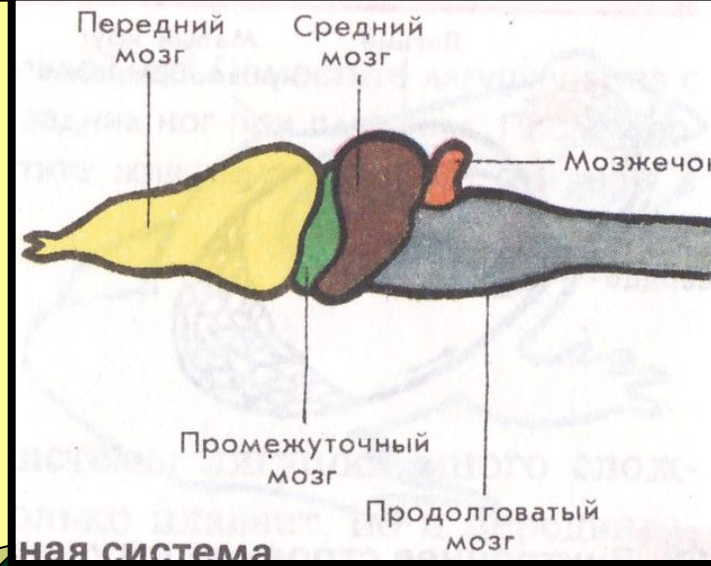 Передний
мозг
Средний
мозг
Мозжечок
Промежуточный
мозг
Продолговатый
мозг
ная система